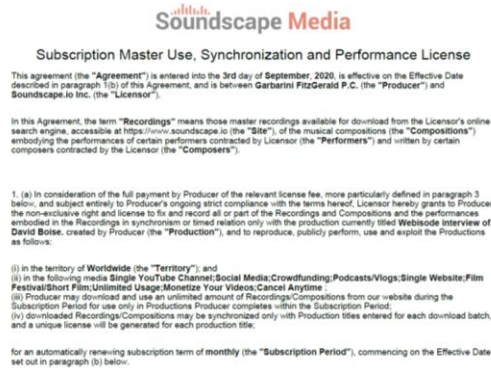 Soundscape Media
Subscription Master Use, Synchronization and Performance License
This agreement (the "Agreement") is entered into the 3rd day of September, 2020, is effective on the Effective Date
described in paragraph 1(b) of this Agreement, and is between Garbarini FitzGerald P.C. (the "Producer") and
Soundscape.io Inc. (the "Licensor").
In this Agreement, the term "Recordings" means those master recordings available for download from the Licensor's online
search engine, accessible at https://www.soundscape.io (the "Site"), of the musical compositions (the "Compositions")
embodying the performances of certain performers contracted by Licensor (the "Performers") and written by certain
composers contracted by the Licensor (the "Composers").
1. (a) In consideration of the full payment by Producer of the relevant license fee, more particularly defined in paragraph 3
below, and subject entirely to Producer's ongoing strict compliance with the terms hereof, Licensor hereby grants to Producer
the non-exclusive right and license to fix and record all or part of the Recordings and Compositions and the performances
embodied in the Recordings in synchronism or timed relation only with the production currently titled Webisode interview of
David Boise. created by Producer (the "Production"), and to reproduce, publicly perform, use and exploit the Productions
as follows:
(i) in the territory of Worldwide (the "Territory"); and
(ii) in the following media Single YouTube Channel;Social Media;Crowdfunding;Podcasts/Vlogs;Single Website;Film
Festival/Short Film;Unlimited Usage;Monetize Your Videos;Cancel Anytime ;
(iii) Producer may download and use an unlimited amount of Recordings/Compositions from our website during the
Subscription Period for use only in Productions Producer completes within the Subscription Period;
(iv) downloaded Recordings/Compositions may be synchronized only with Production titles entered for each download batch,
and a unique license will be generated for each production title;
for an automatically renewing subscription term of monthly (the "Subscription Period"), commencing on the Effective Date
set out in paragraph (b) below.